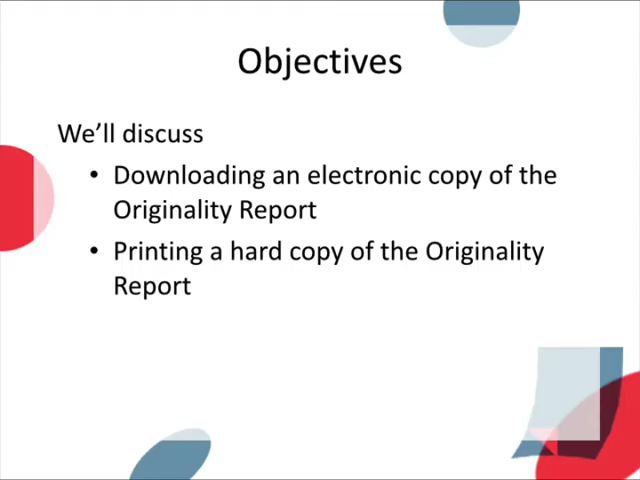 Objectives
We’ll discuss
• Downloading an electronic copy of the
Originality Report
• Printing a hard copy of the Originality
Report